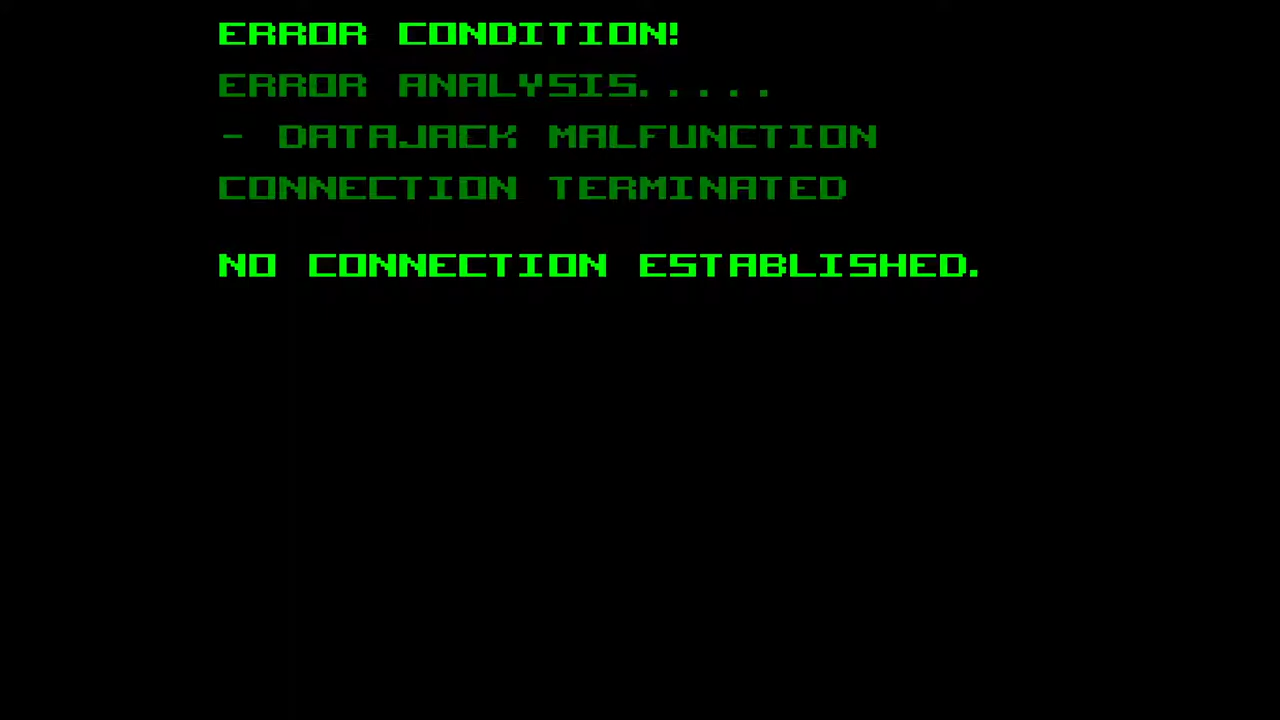 ERROR CONDITION!
ERROR ANALYSIS.....
- DATAJACK MALFUNCTION
CONNECTION TERMINATED
NO CONNECTION ESTABLISHED.